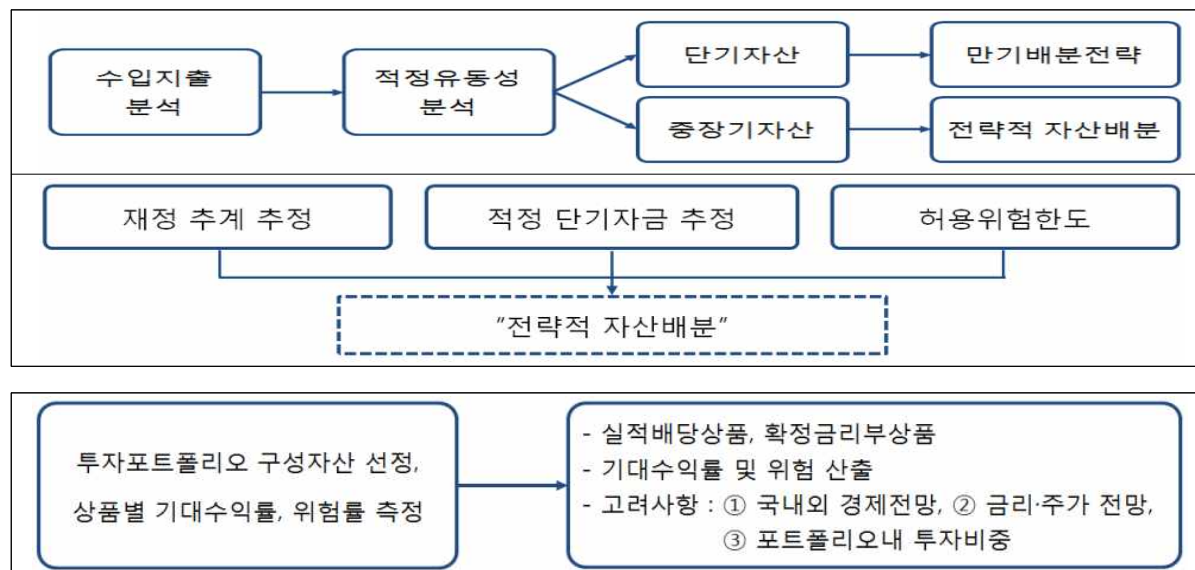 수입지출
분석
적정유동성
분석
단기자산
만기배분전략
중장기자산
전략적 자산배분
재정 추계 추정
적정 단기자금 추정
허용위험한도
"전략적 자산배분"
투자포트폴리오 구성자산 선정,
상품별 기대수익률, 위험률 측정
- 실적배당상품, 확정금리부상품
- 기대수익률 및 위험 산출
- 고려사항 : ① 국내외 경제전망, ② 금리·주가 전망,
③ 포트폴리오내 투자비중